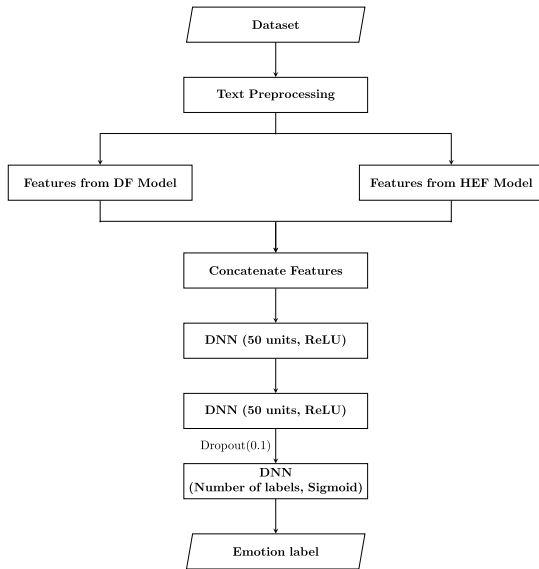 Dataset
Text Preprocessing
Features from DF Model
Features from HEF Model
Concatenate Features
DNN (50 units, ReLU)
DNN (50 units, ReLU)
Dropout(0.1)
DNN
(Number of labels, Sigmoid)
Emotion label